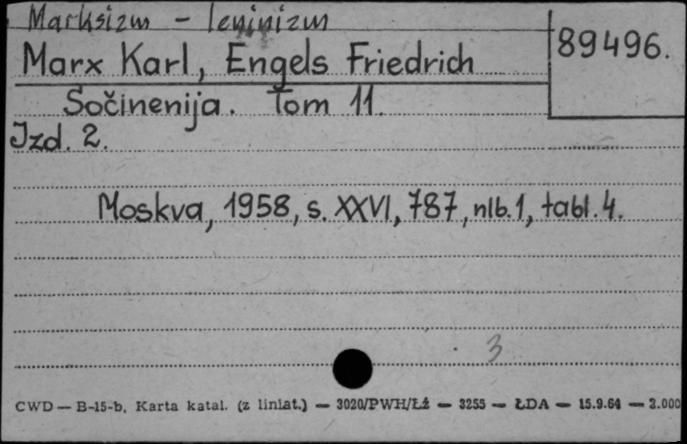 Marksizm - leninizm
89496.
Marx Karl, Engels Friedrich
Sočinenija. Tom 11.
Izd. 2.
Moskva, 1958, s. XXVI, 787, nlb. 1, tabl. 4.
3
CWD — B-15-b, Karta katal. (z liniat.) — 3020/PWH/Łż — 3255 — ŁDA — 15.9.64 — 2.000